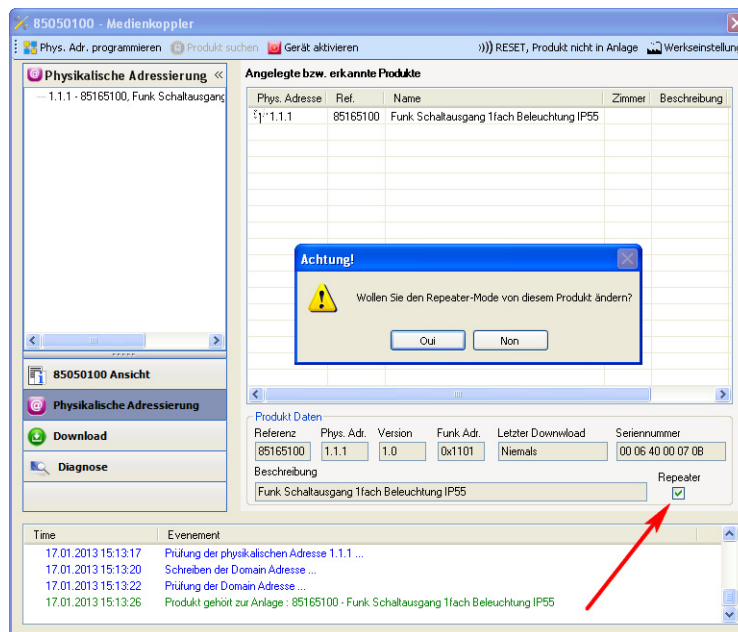 85050100 - Medienkoppler
Phys. Adr. programmieren Produkt suchen Gerät aktivieren ))) RESET, Produkt nicht in Anlage Werkseinstellung
Physikalische Adressierung «
1.1.1 - 85165100, Funk Schaltausgang
Angelegte bzw. erkannte Produkte
Phys. Adresse Ref. Name Zimmer Beschreibung
1.1.1 85165100 Funk Schaltausgang 1fach Beleuchtung IP55
Achtung!
Wollen Sie den Repeater-Mode von diesem Produkt ändern?
Oui Non
85050100 Ansicht
Physikalische Adressierung
Download
Diagnose
Produkt Daten
Referenz Phys. Adr. Version Funk Adr. Letzter Downwload Seriennummer
85165100 1.1.1 1.0 0x1101 Niemals 00 06 40 00 07 0B
Beschreibung
Repeater
Funk Schaltausgang 1fach Beleuchtung IP55
Time Evenement
17.01.2013 15:13:17 Prüfung der physikalischen Adresse 1.1.1 ...
17.01.2013 15:13:20 Schreiben der Domain Adresse ...
17.01.2013 15:13:22 Prüfung der Domain Adresse ...
17.01.2013 15:13:26 Produkt gehört zur Anlage : 85165100 - Funk Schaltausgang 1fach Beleuchtung IP55